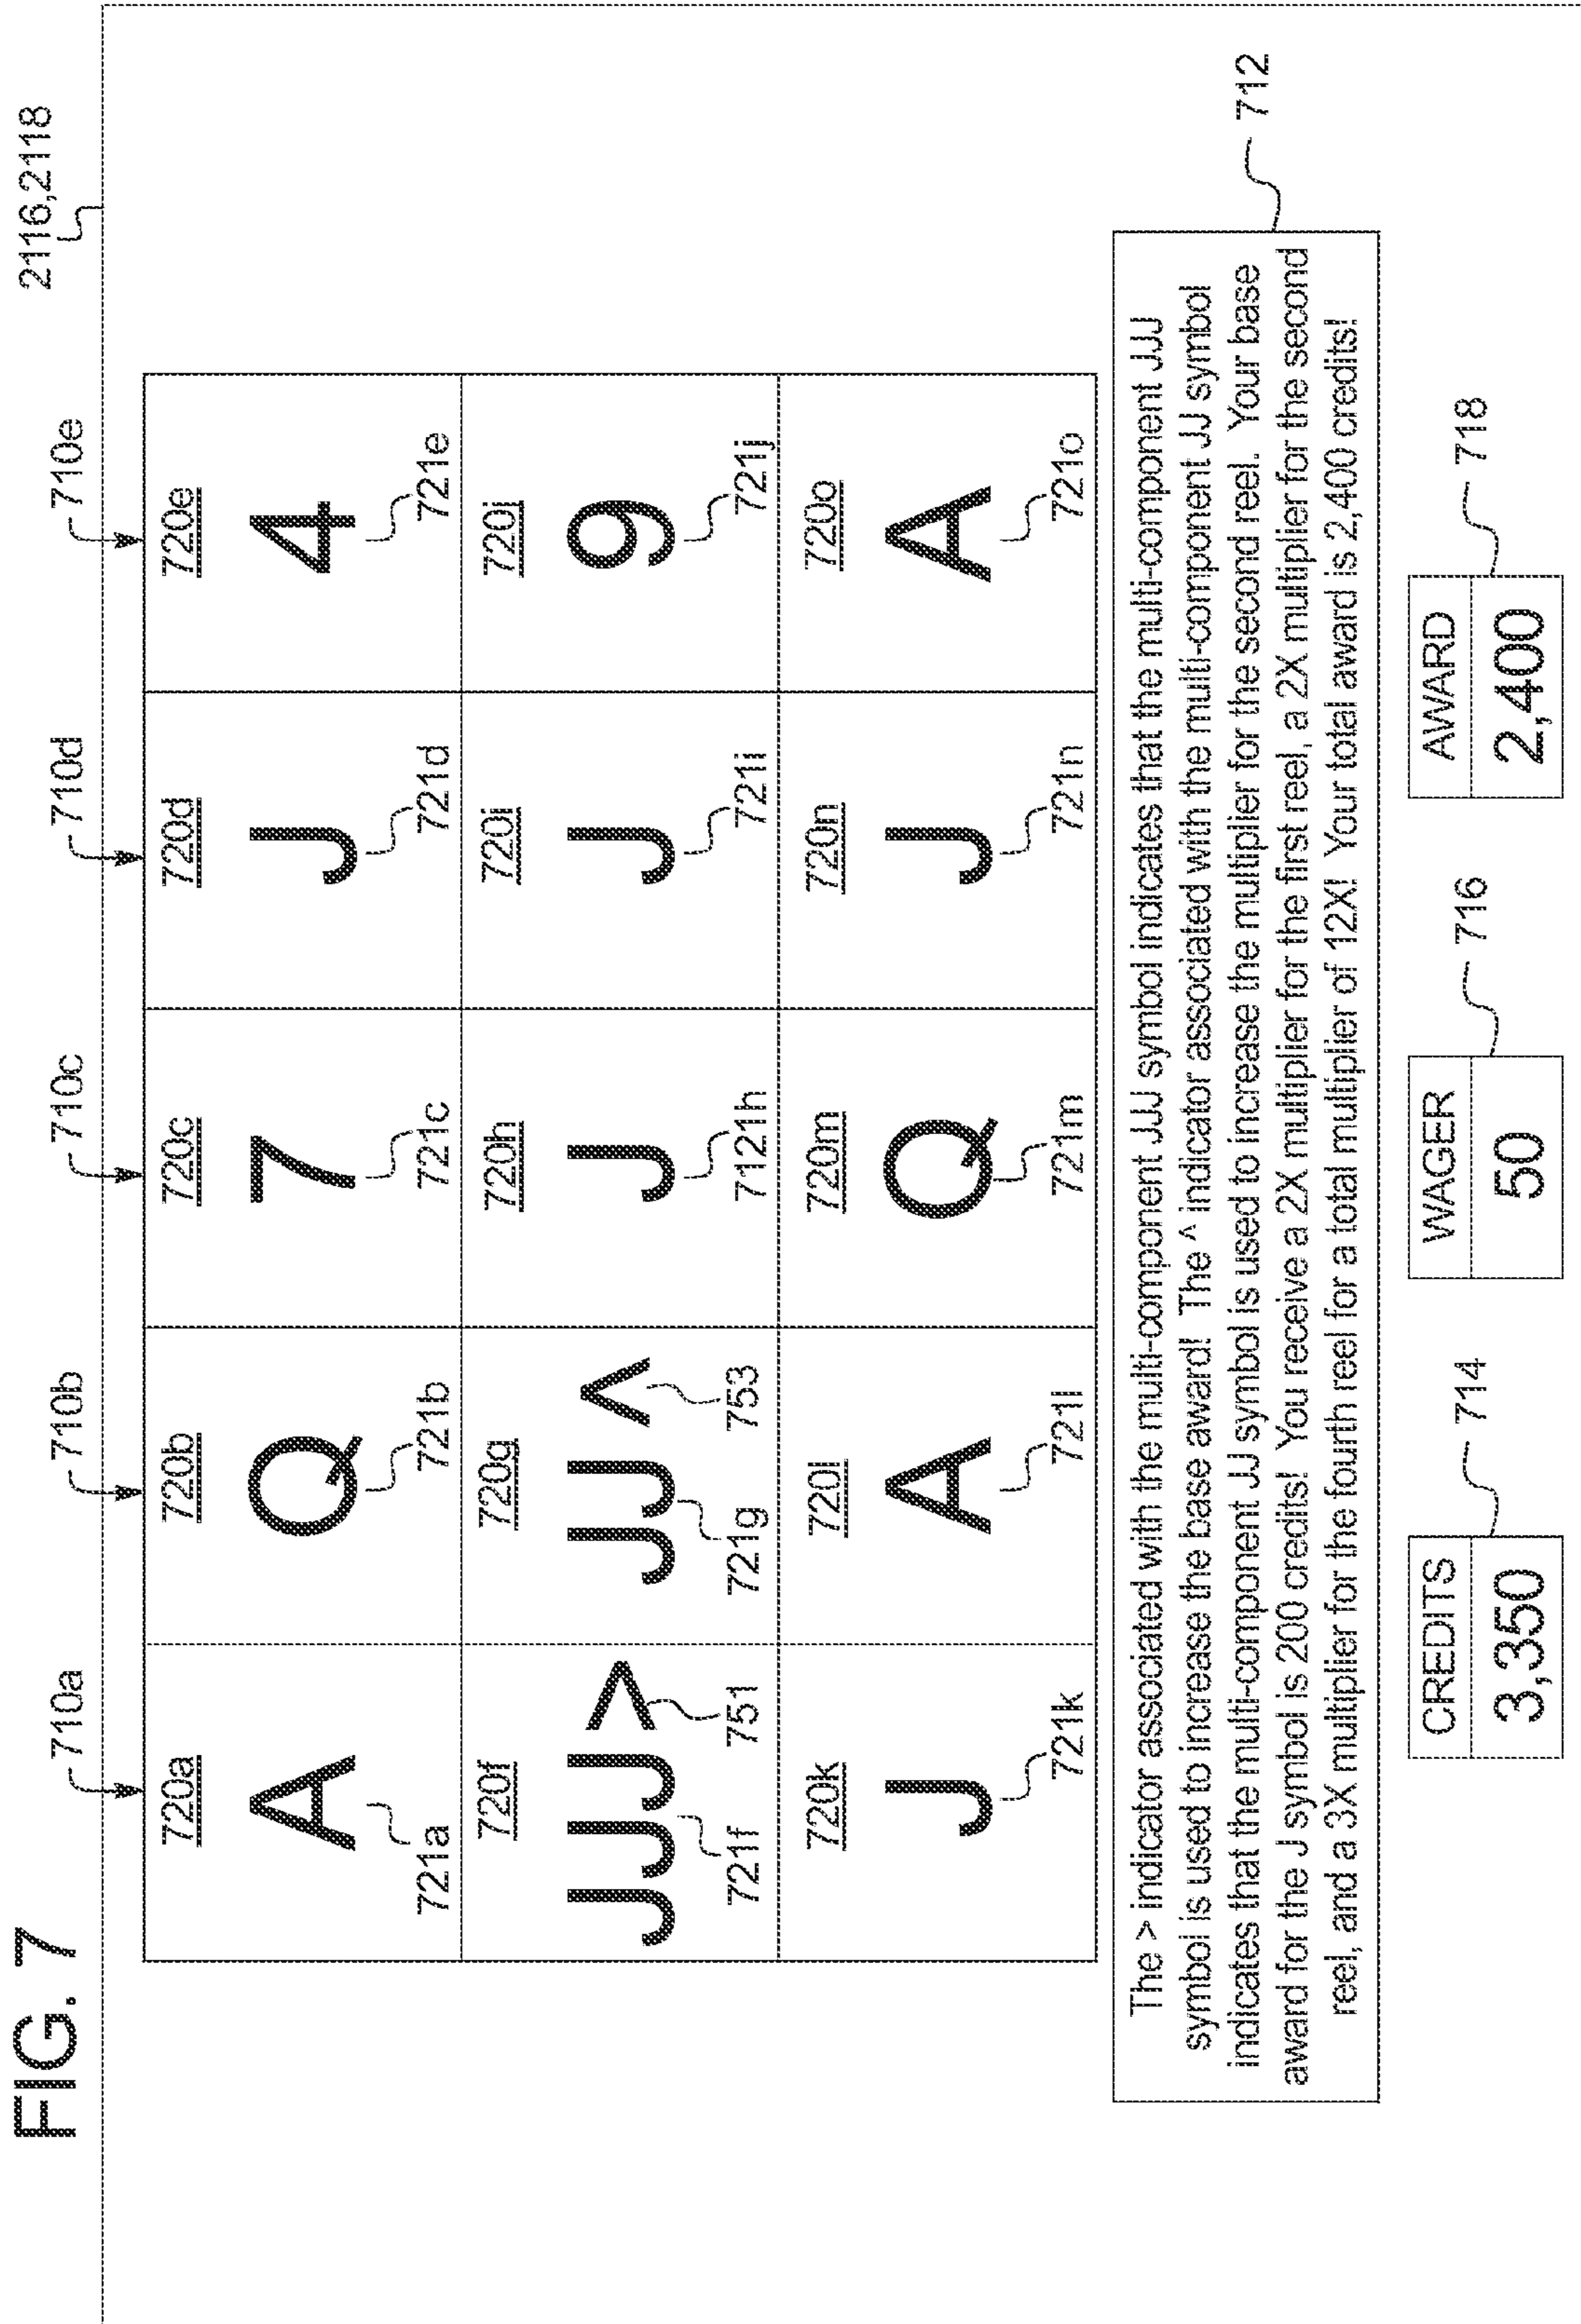 FIG. 7
2116,2118
710a 710b 710c 710d 710e
720a 720b 720c 720d 720e
A Q 7 J 4
721a 721b 721c 721d 721e
720f 720g 720h 720i 720j
JJJ > JJ ^ J J 9
721f 751 721g 753 7121h 721i 721j
720k 720l 720m 720n 720o
J A Q J A
721k 721l 721m 721n 721o
The > indicator associated with the multi-component JJJ symbol indicates that the multi-component JJJ
symbol is used to increase the base award! The ^ indicator associated with the multi-component JJ symbol
indicates that the multi-component JJ symbol is used to increase the multiplier for the second reel. Your base
award for the J symbol is 200 credits! You receive a 2X multiplier for the first reel, a 2X multiplier for the second
reel, and a 3X multiplier for the fourth reel for a total multiplier of 12X! Your total award is 2,400 credits!
712
714 716 718
CREDITS WAGER AWARD
3,350 50 2,400